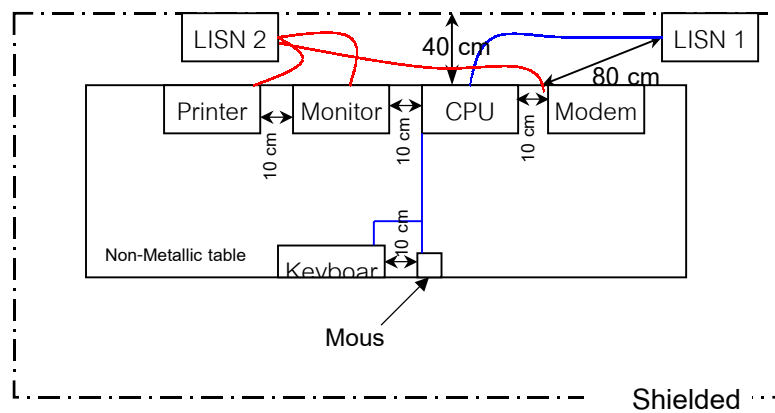 LISN 2
40 cm
LISN 1
80 cm
Printer
Monitor
CPU
Modem
10 cm
10 cm
10 cm
10 cm
Non-Metallic table
Keyboar
Mous
Shielded